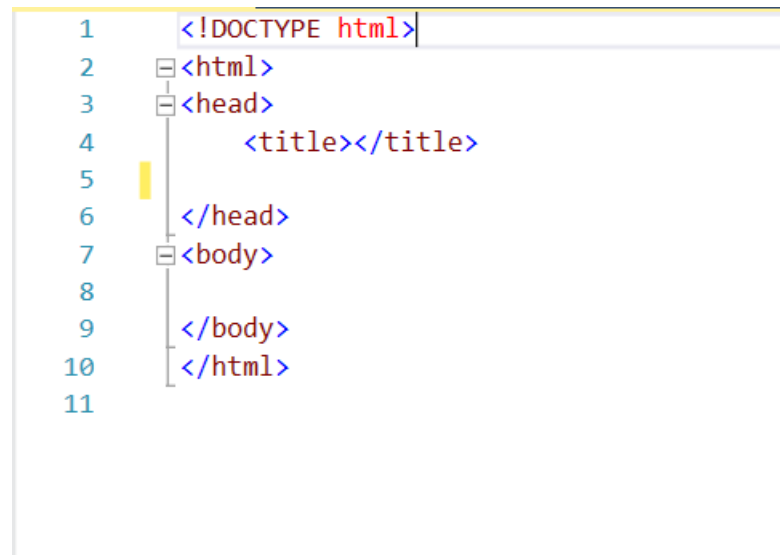 1 <!DOCTYPE html>
2 <html>
3 <head>
4 <title></title>
5
6 </head>
7 <body>
8
9 </body>
10 </html>
11